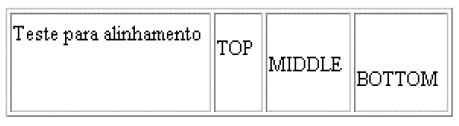 Teste para alinhamento
TOP
MIDDLE
BOTTOM